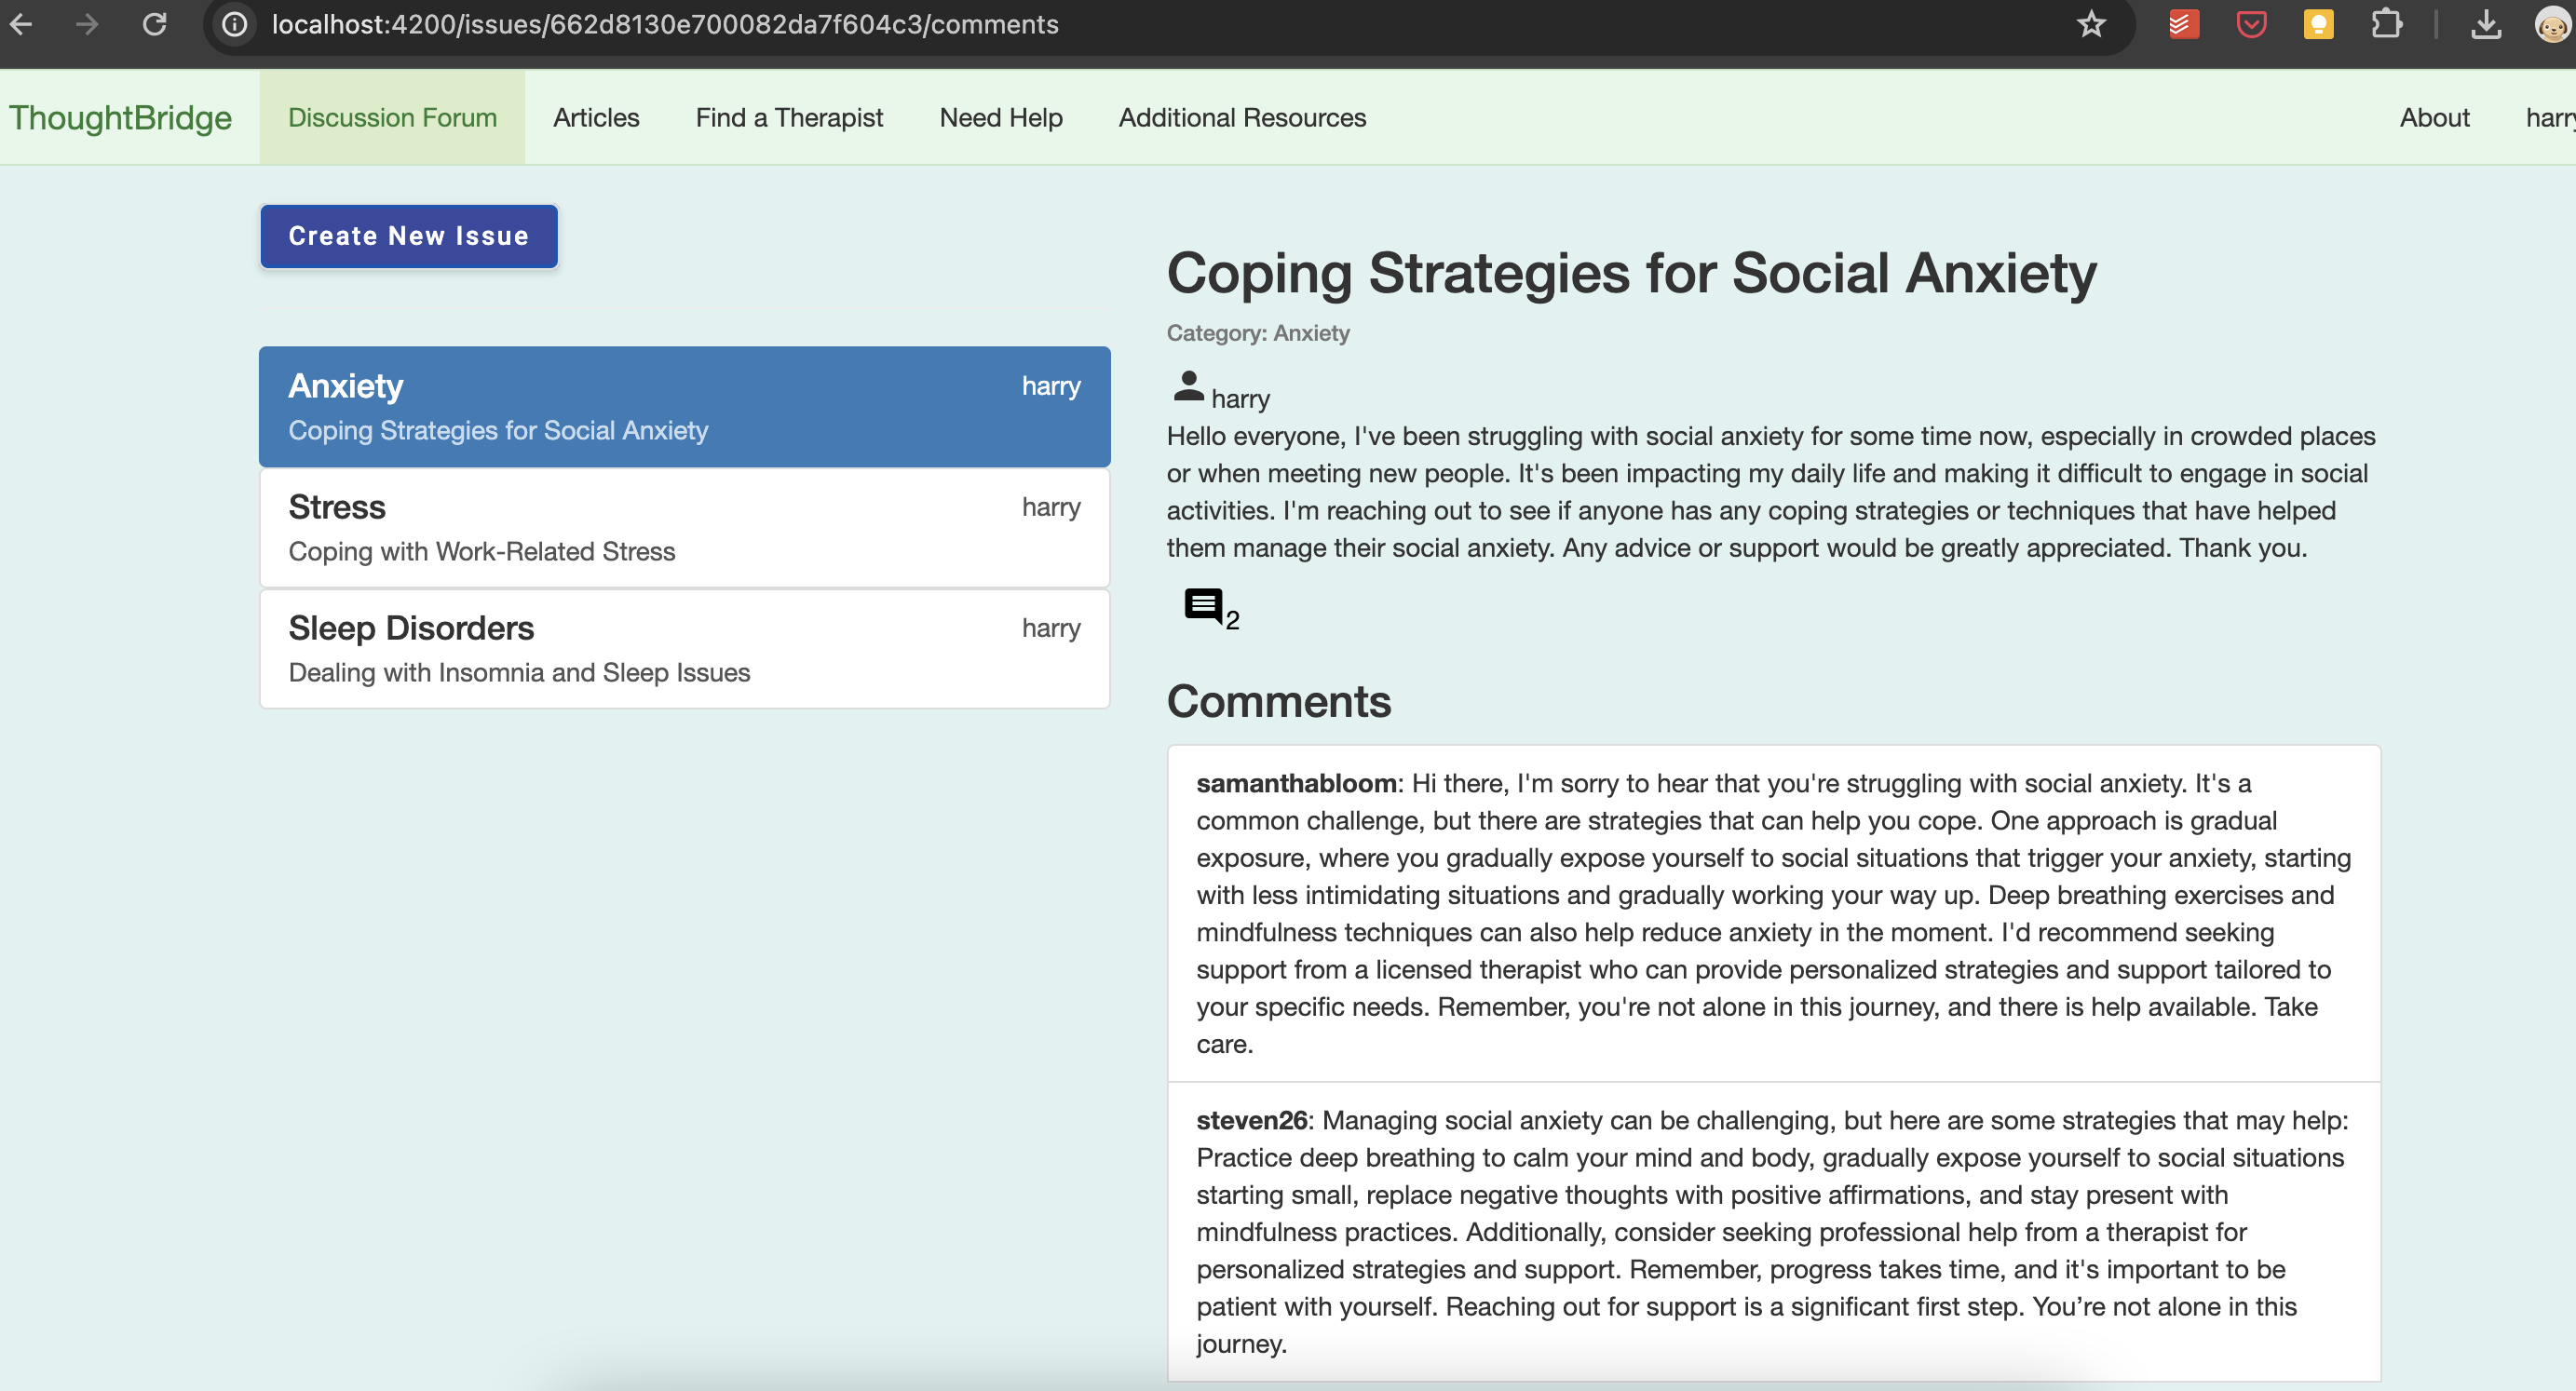 localhost:4200/issues/662d8130e700082da7f604c3/comments
ThoughtBridge
Discussion Forum
Articles
Find a Therapist
Need Help
Additional Resources
About
harry
Create New Issue
Anxiety
harry
Coping Strategies for Social Anxiety
Stress
harry
Coping with Work-Related Stress
Sleep Disorders
harry
Dealing with Insomnia and Sleep Issues
Coping Strategies for Social Anxiety
Category: Anxiety
harry
Hello everyone, I've been struggling with social anxiety for some time now, especially in crowded places
or when meeting new people. It's been impacting my daily life and making it difficult to engage in social
activities. I'm reaching out to see if anyone has any coping strategies or techniques that have helped
them manage their social anxiety. Any advice or support would be greatly appreciated. Thank you.
2
Comments
samanthabloom: Hi there, I'm sorry to hear that you're struggling with social anxiety. It's a
common challenge, but there are strategies that can help you cope. One approach is gradual
exposure, where you gradually expose yourself to social situations that trigger your anxiety, starting
with less intimidating situations and gradually working your way up. Deep breathing exercises and
mindfulness techniques can also help reduce anxiety in the moment. I'd recommend seeking
support from a licensed therapist who can provide personalized strategies and support tailored to
your specific needs. Remember, you're not alone in this journey, and there is help available. Take
care.
steven26: Managing social anxiety can be challenging, but here are some strategies that may help:
Practice deep breathing to calm your mind and body, gradually expose yourself to social situations
starting small, replace negative thoughts with positive affirmations, and stay present with
mindfulness practices. Additionally, consider seeking professional help from a therapist for
personalized strategies and support. Remember, progress takes time, and it's important to be
patient with yourself. Reaching out for support is a significant first step. You’re not alone in this
journey.